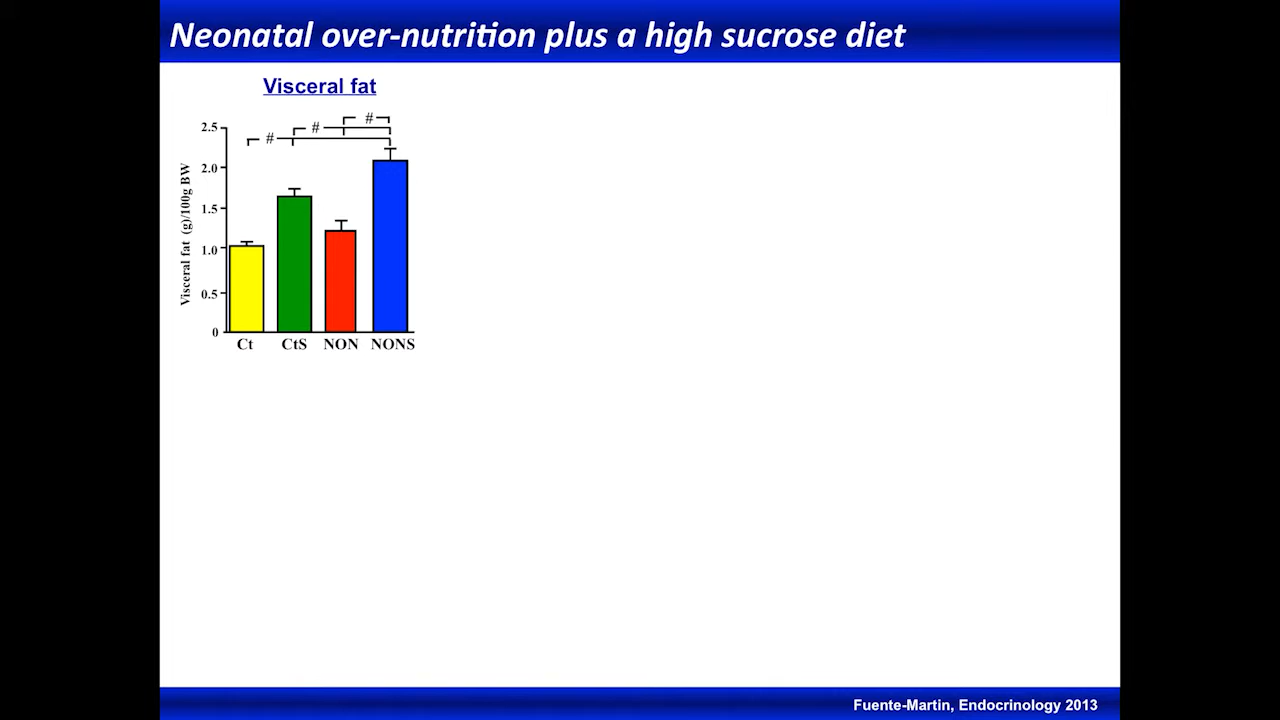 Neonatal over-nutrition plus a high sucrose diet
Visceral fat
#
#
#
2.5
2.0
1.5
1.0
0.5
0
Visceral fat (g)/100g BW
Ct CtS NON NONS
Fuente-Martin, Endocrinology 2013